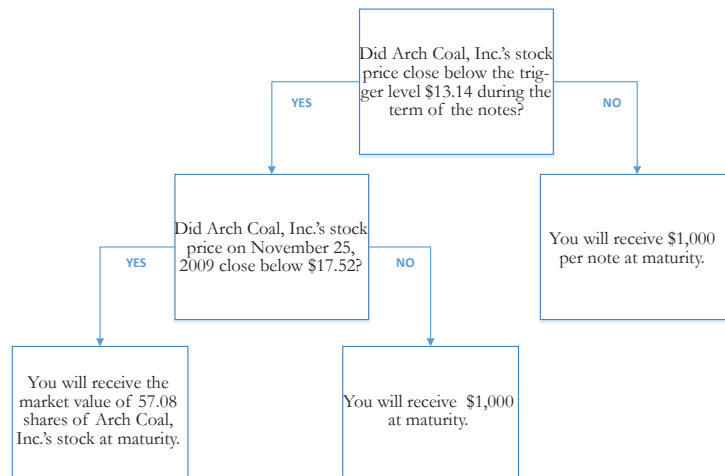 Did Arch Coal, Inc.'s stock
price close below the trig-
ger level $13.14 during the
term of the notes?
YES
NO
Did Arch Coal, Inc.'s stock
price on November 25,
2009 close below $17.52?
You will receive $1,000
per note at maturity.
YES
NO
You will receive the
market value of 57.08
shares of Arch Coal,
Inc.'s stock at maturity.
You will receive $1,000
at maturity.